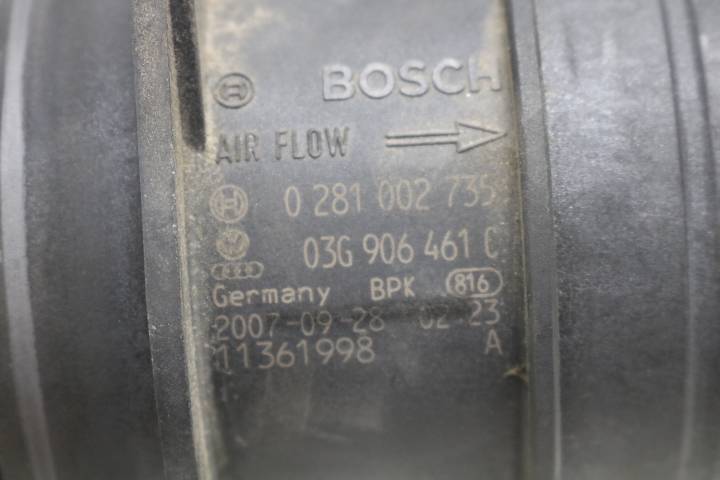 BOSCH
AIR FLOW
0 281 002 735
03G 906 461 C
Germany BPK 816
2007-09-28 02-23
11361998 A